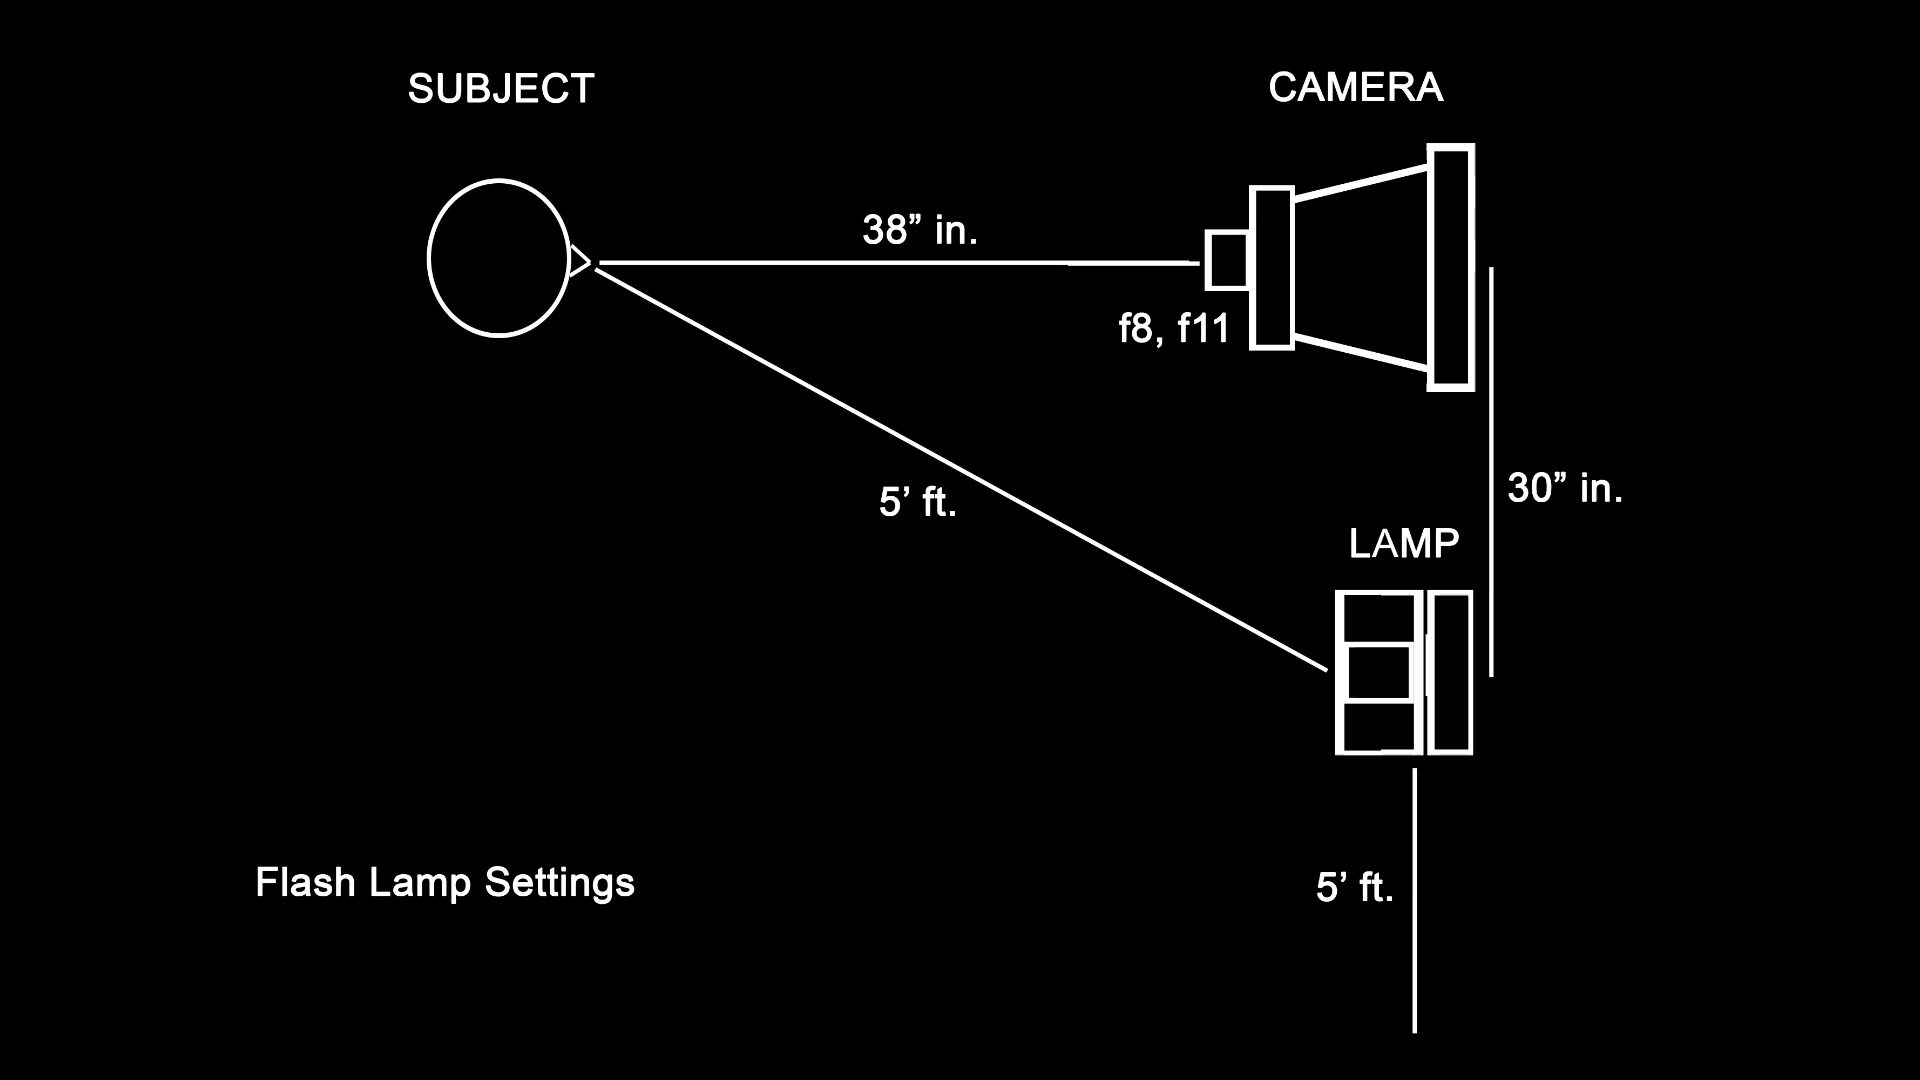 SUBJECT
CAMERA
38” in.
f8, f11
30” in.
5’ ft.
LAMP
Flash Lamp Settings
5’ ft.